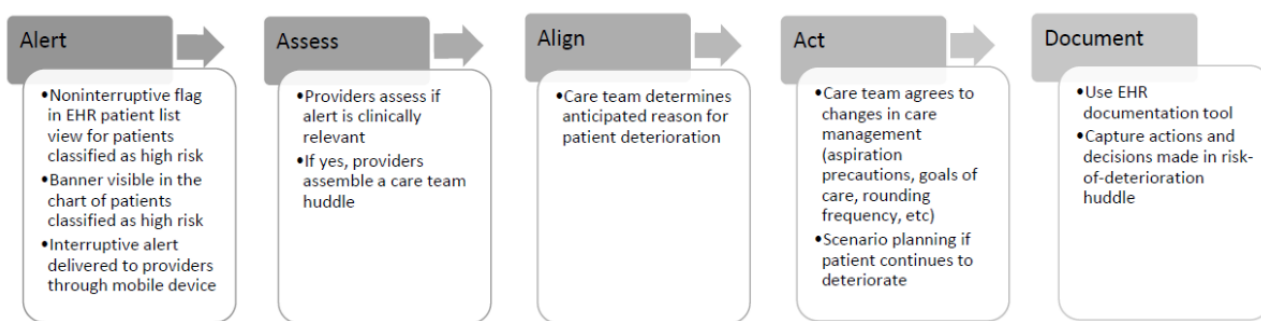 Alert
•Noninterruptive flag
in EHR patient list
view for patients
classified as high risk
•Banner visible in the
chart of patients
classified as high risk
•Interruptive alert
delivered to providers
through mobile device
Assess
•Providers assess if
alert is clinically
relevant
•If yes, providers
assemble a care team
huddle
Align
•Care team determines
anticipated reason for
patient deterioration
Act
•Care team agrees to
changes in care
management
(aspiration
precautions, goals of
care, rounding
frequency, etc)
•Scenario planning if
patient continues to
deteriorate
Document
•Use EHR
documentation tool
•Capture actions and
decisions made in risk-
of-deterioration
huddle